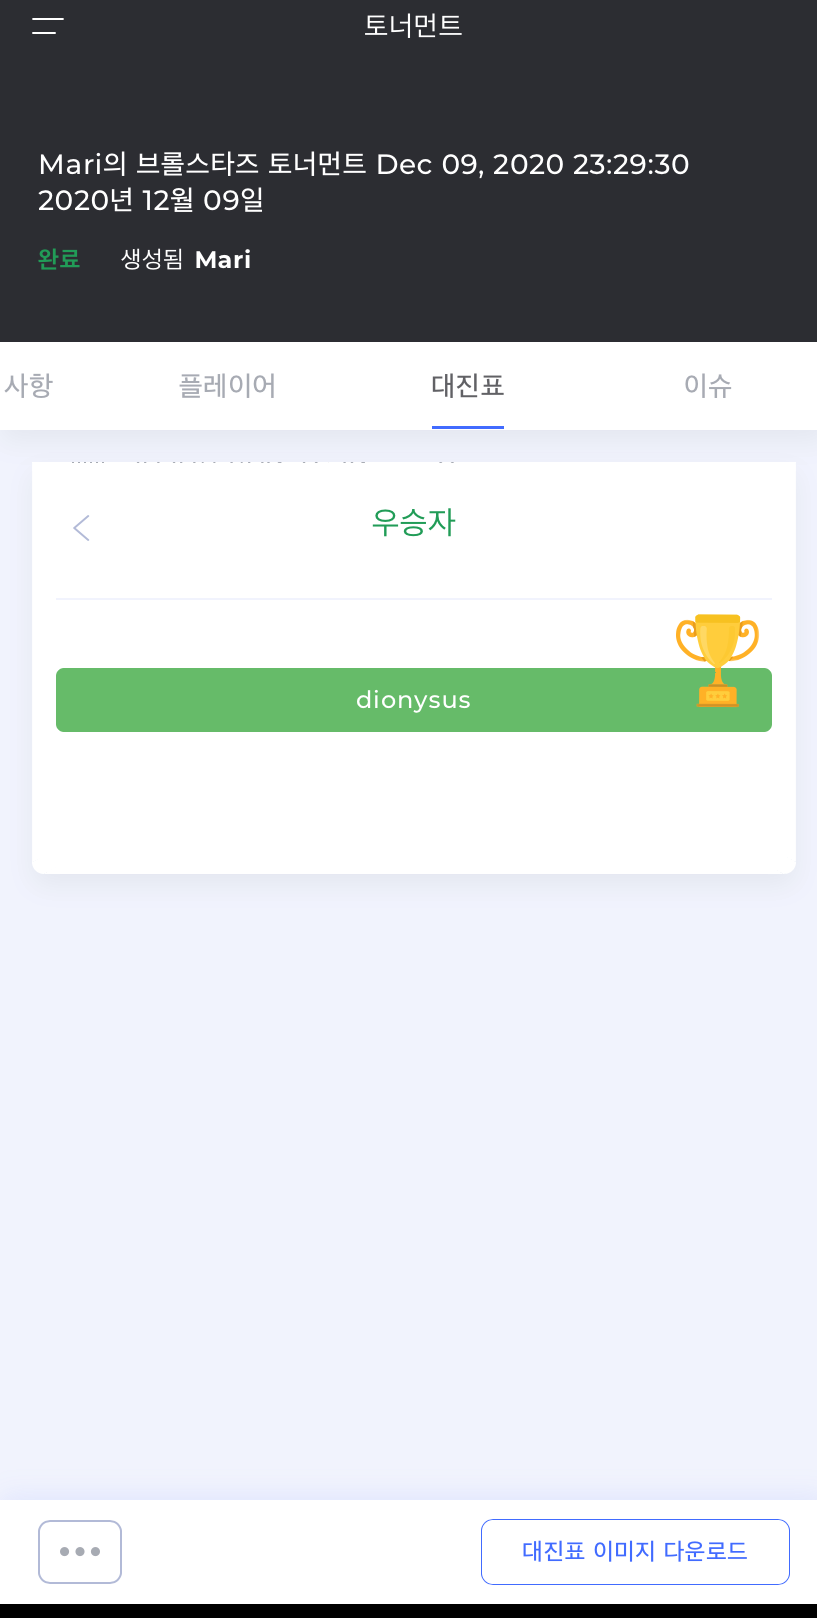 토너먼트
Mari의 브롤스타즈 토너먼트 Dec 09, 2020 23:29:30
2020년 12월 09일
완료 생성됨 Mari
사항 플레이어 대진표 이슈
우승자
dionysus
대진표 이미지 다운로드